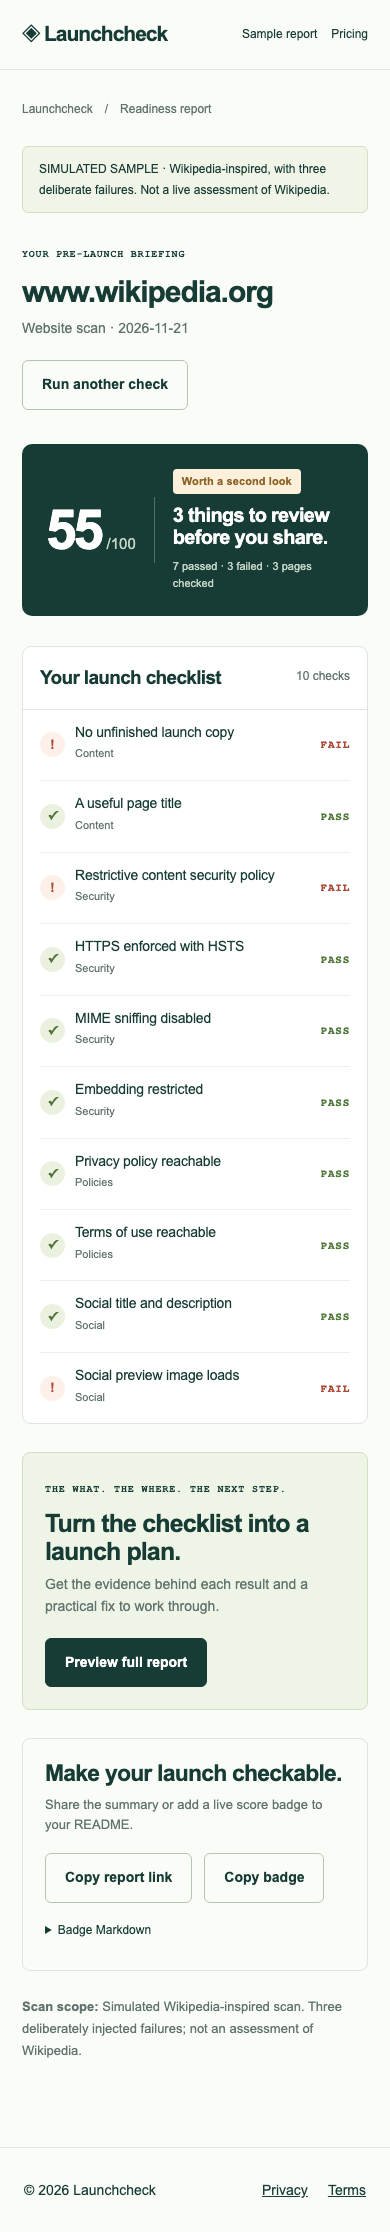 Launchcheck
Sample report Pricing
Launchcheck / Readiness report
SIMULATED SAMPLE · Wikipedia-inspired, with three
deliberate failures. Not a live assessment of Wikipedia.
YOUR PRE-LAUNCH BRIEFING
www.wikipedia.org
Website scan · 2026-11-21
Run another check
55/100
Worth a second look
3 things to review
before you share.
7 passed · 3 failed · 3 pages
checked
Your launch checklist
10 checks
No unfinished launch copy
Content
FAIL
A useful page title
Content
PASS
Restrictive content security policy
Security
FAIL
HTTPS enforced with HSTS
Security
PASS
MIME sniffing disabled
Security
PASS
Embedding restricted
Security
PASS
Privacy policy reachable
Policies
PASS
Terms of use reachable
Policies
PASS
Social title and description
Social
PASS
Social preview image loads
Social
FAIL
THE WHAT. THE WHERE. THE NEXT STEP.
Turn the checklist into a
launch plan.
Get the evidence behind each result and a
practical fix to work through.
Preview full report
Make your launch checkable.
Share the summary or add a live score badge to
your README.
Copy report link
Copy badge
Badge Markdown
Scan scope: Simulated Wikipedia-inspired scan. Three
deliberately injected failures; not an assessment of
Wikipedia.
© 2026 Launchcheck
Privacy Terms